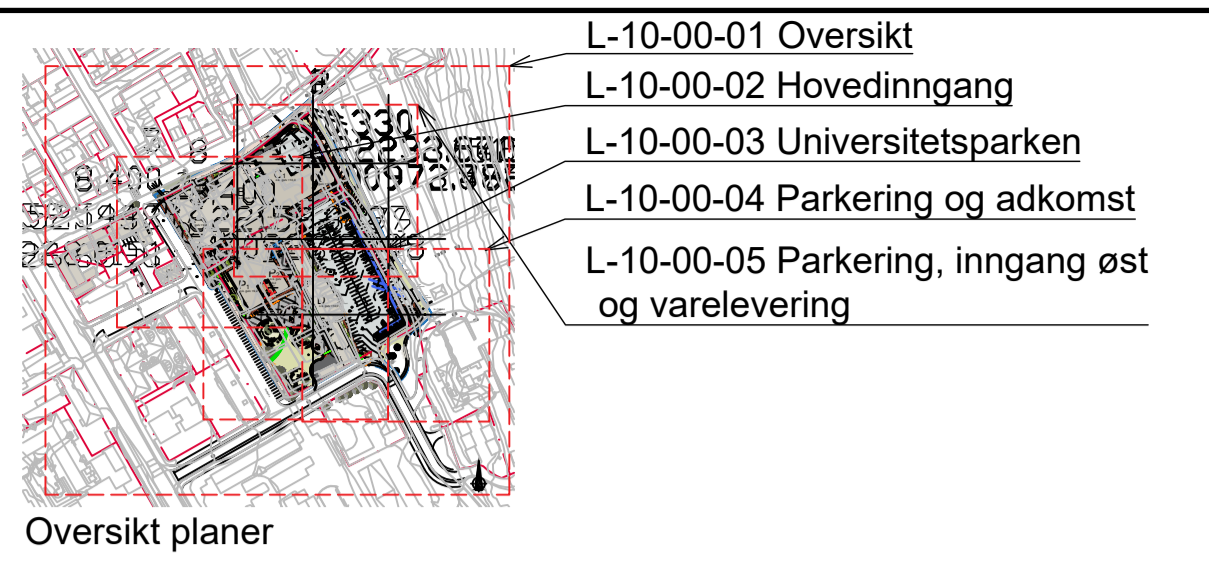 L-10-00-01 Oversikt
L-10-00-02 Hovedinngang
L-10-00-03 Universitetsparken
L-10-00-04 Parkering og adkomst
L-10-00-05 Parkering, inngang øst
og varelevering
Oversikt planer